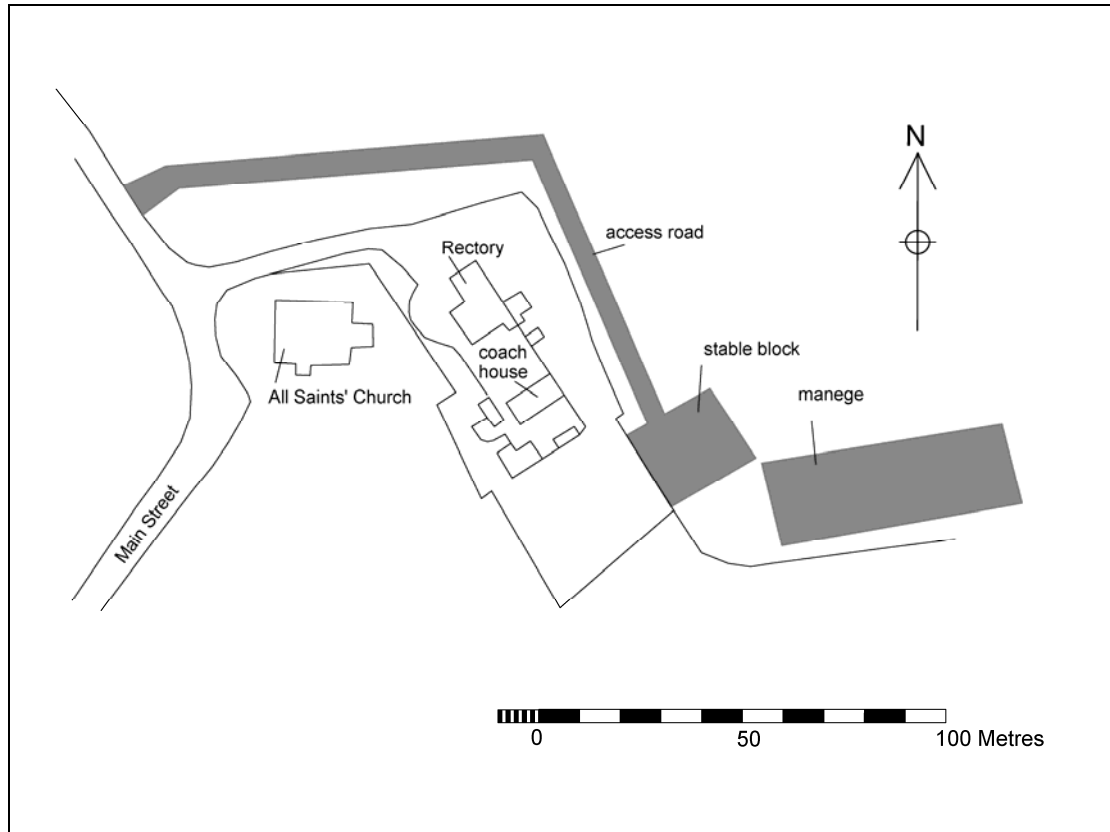 N
access road
Rectory
stable block
coach
house
manege
All Saints' Church
Main Street
0 50 100 Metres